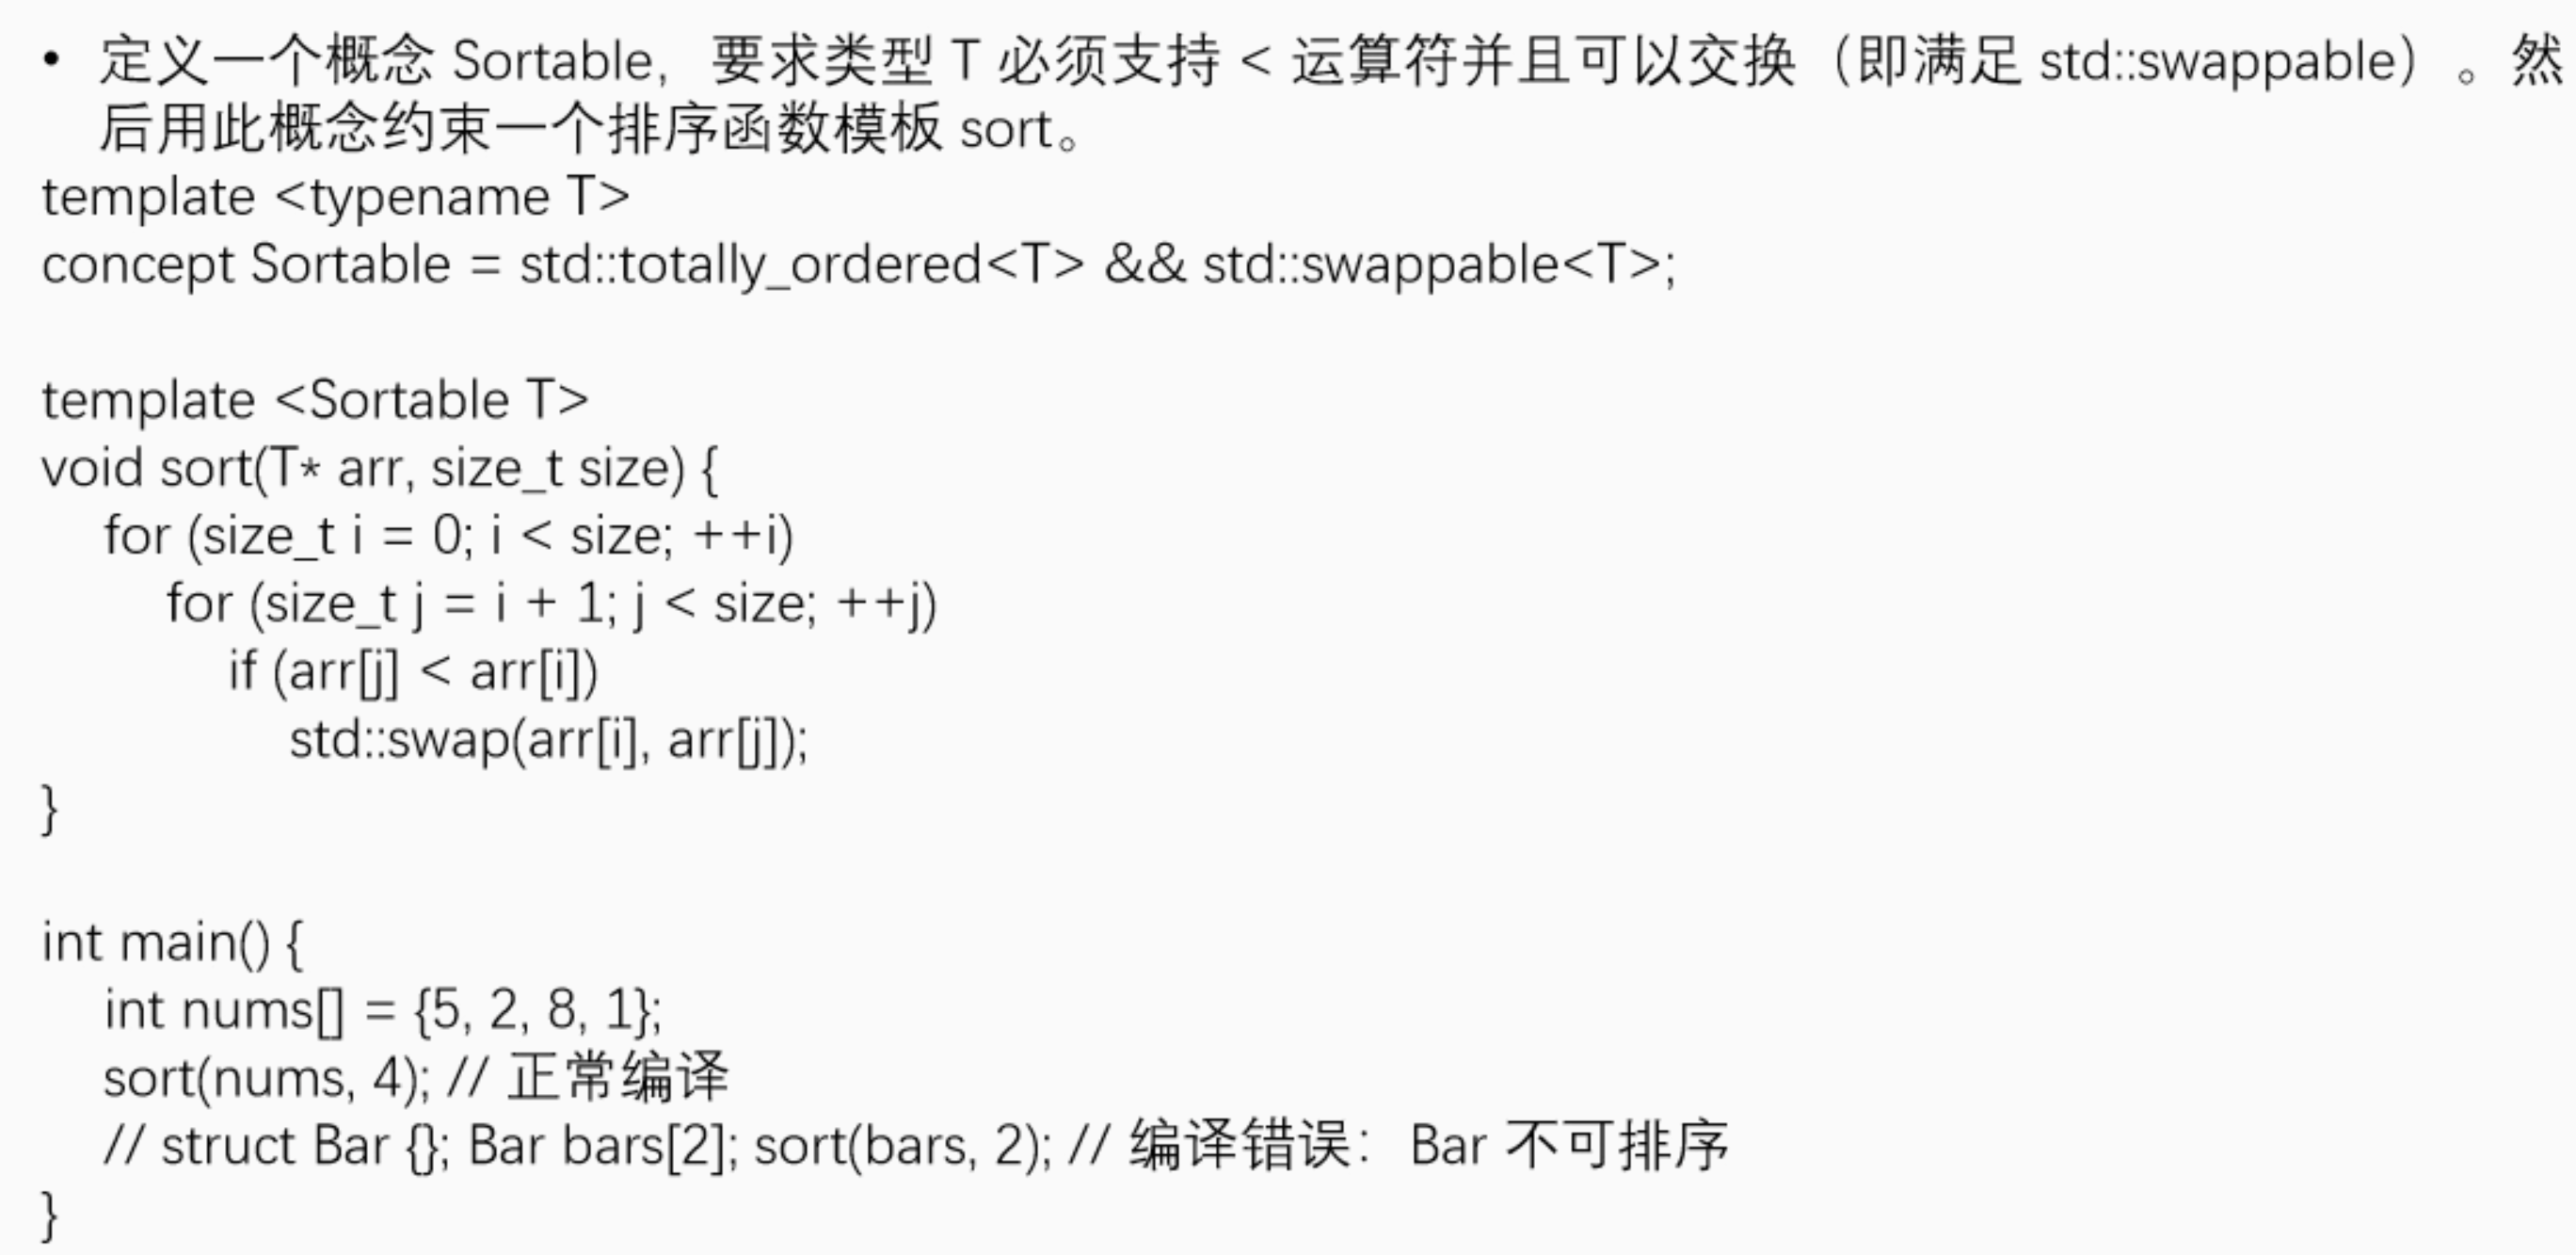 • 定义一个概念 Sortable，要求类型 T 必须支持 < 运算符并且可以交换（即满足 std::swappable）。然
后用此概念约束一个排序函数模板 sort。
template <typename T>
concept Sortable = std::totally_ordered<T> && std::swappable<T>;
template <Sortable T>
void sort(T* arr, size_t size) {
for (size_t i = 0; i < size; ++i)
for (size_t j = i + 1; j < size; ++j)
if (arr[j] < arr[i])
std::swap(arr[i], arr[j]);
}
int main() {
int nums[] = {5, 2, 8, 1};
sort(nums, 4); // 正常编译
// struct Bar {}; Bar bars[2]; sort(bars, 2); // 编译错误：Bar 不可排序
}